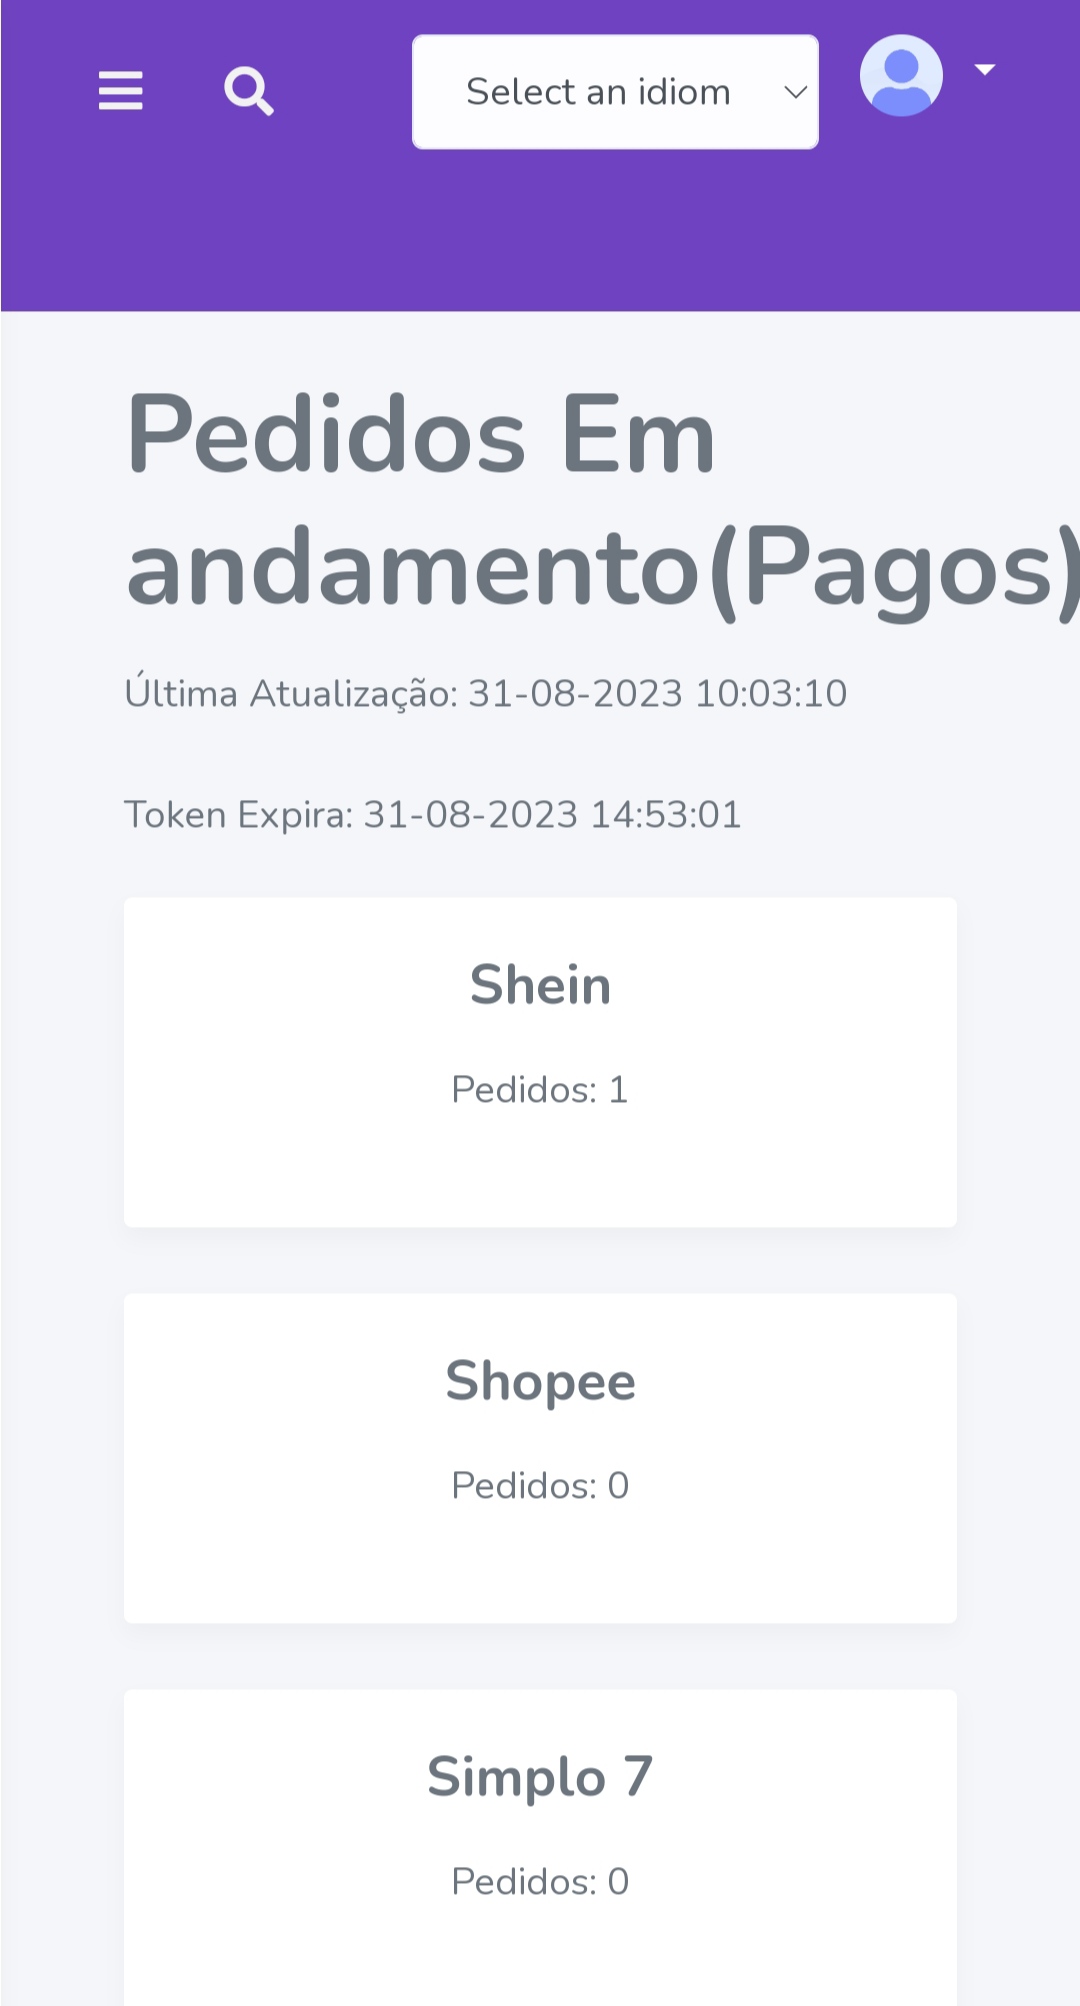 Select an idiom
Pedidos Em
andamento(Pagos)
Última Atualização: 31-08-2023 10:03:10
Token Expira: 31-08-2023 14:53:01
Shein
Pedidos: 1
Shopee
Pedidos: 0
Simplo 7
Pedidos: 0